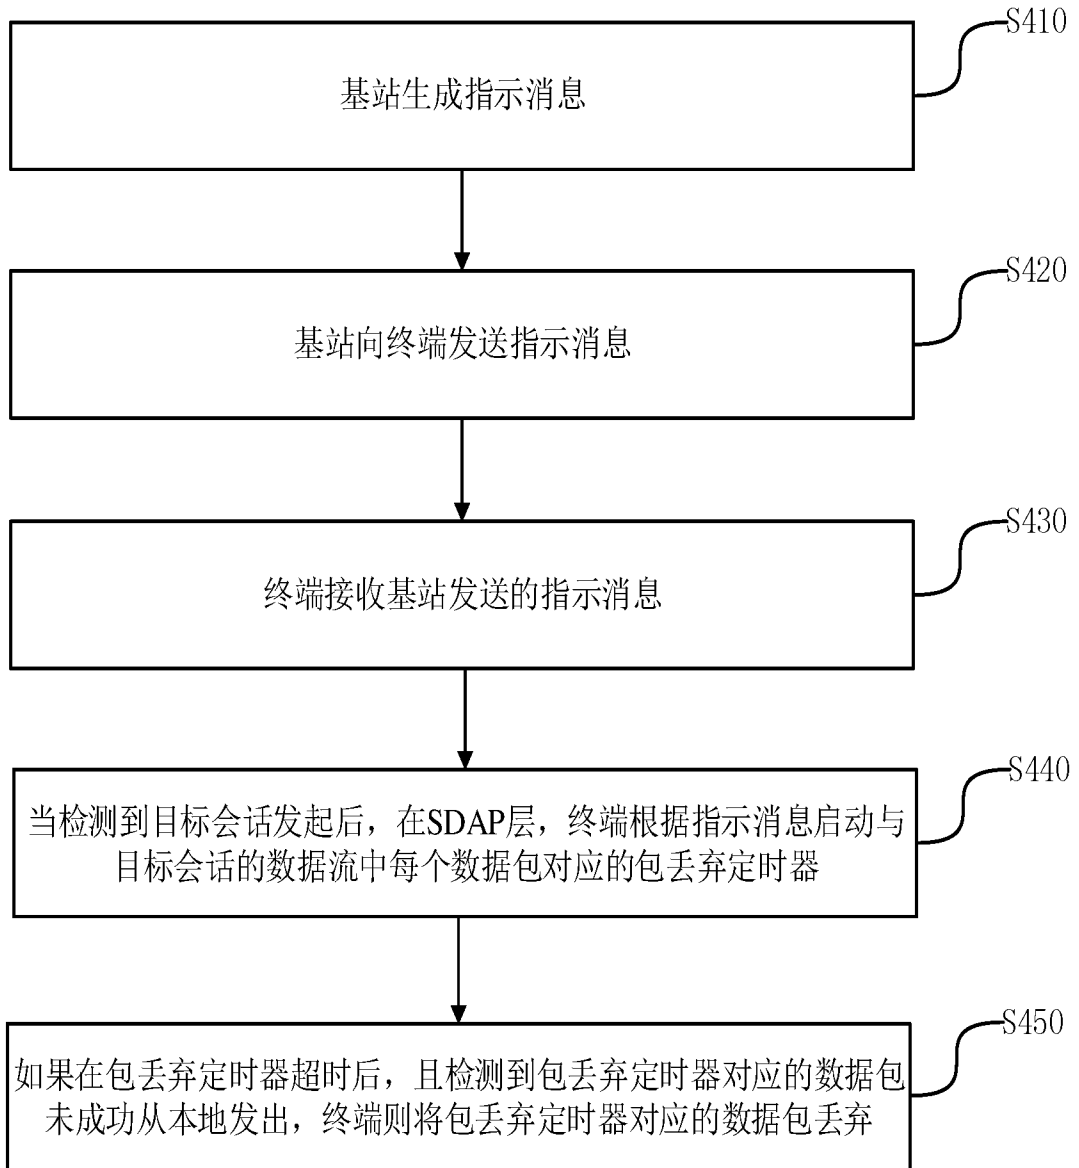 S410
基站生成指示消息
S420
基站向终端发送指示消息
S430
终端接收基站发送的指示消息
S440
当检测到目标会话发起后，在SDAP层，终端根据指示消息启动与
目标会话的数据流中每个数据包对应的包丢弃定时器
S450
如果在包丢弃定时器超时后，且检测到包丢弃定时器对应的数据包
未成功从本地发出，终端则将包丢弃定时器对应的数据包丢弃